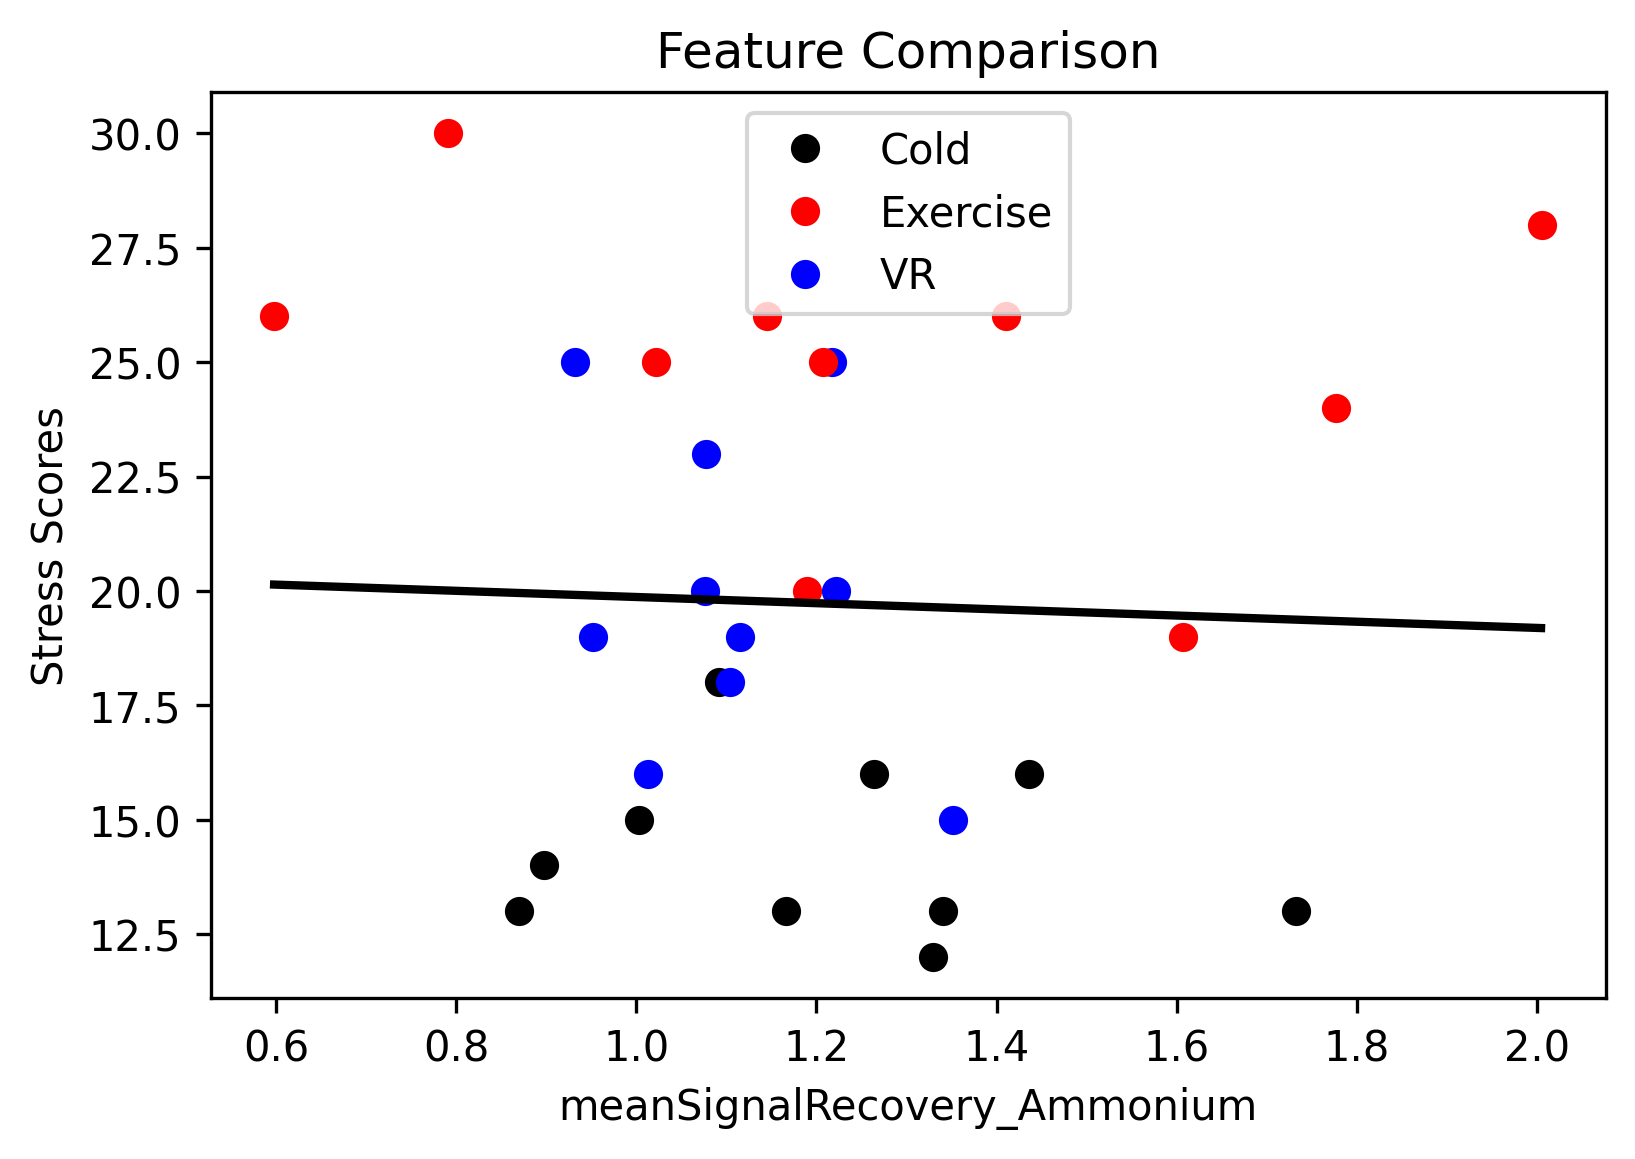 Feature Comparison
30.0
27.5
25.0
22.5
20.0
17.5
15.0
12.5
Stress Scores
Cold
Exercise
VR
0.6 0.8 1.0 1.2 1.4 1.6 1.8 2.0
meanSignalRecovery_Ammonium